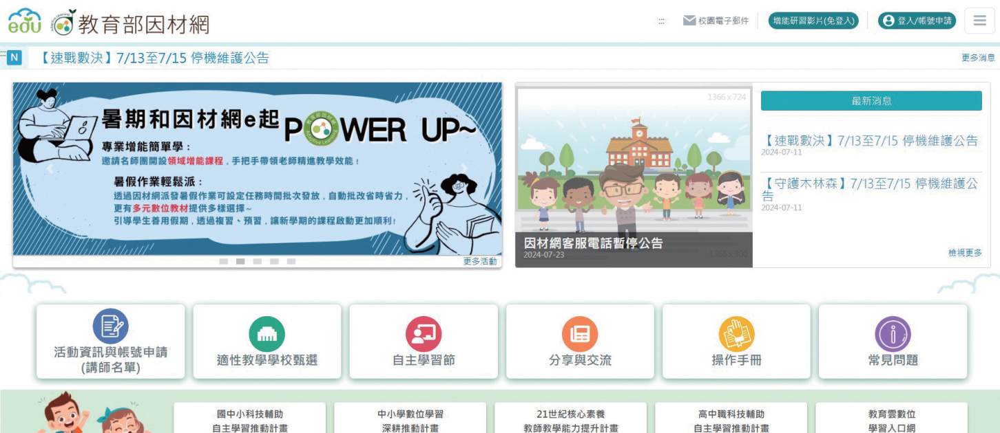 edu 教育部因材網
:::
校園電子郵件
增能研習影片(免登入)
登入/帳號申請
:::
N
【速戰數決】7/13至7/15 停機維護公告
更多消息
暑期和因材網e起POWER UP~
專業增能簡單學：
邀請名師團開設領域增能課程，手把手帶領老師精進教學效能！
暑假作業輕鬆派：
透過因材網派發暑假作業可設定任務時間批次發放，自動批改省時省力，
更有多元數位教材提供多樣選擇~
引導學生善用假期，透過複習、預習，讓新學期的課程啟動更加順利！
更多活動
1366 x 724
因材網客服電話暫停公告
2024-07-23
1366 x 300
最新消息
【速戰數決】7/13至7/15 停機維護公告
2024-07-11
【守護木林森】7/13至7/15 停機維護公
告
2024-07-11
檢視更多
活動資訊與帳號申請
(講師名單)
適性教學學校甄選
自主學習節
分享與交流
操作手冊
常見問題
國中小科技輔助
自主學習推動計畫
中小學數位學習
深耕推動計畫
21世紀核心素養
教師教學能力提升計畫
高中職科技輔助
自主學習推動計畫
教育雲數位
學習入口網